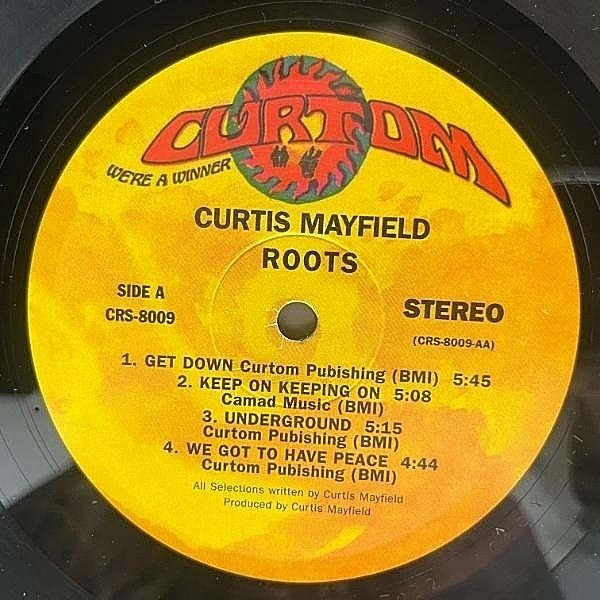 CURTOM
WE'RE A WINNER
CURTIS MAYFIELD
ROOTS
SIDE A
CRS-8009
STEREO
(CRS-8009-AA)
1. GET DOWN Curtom Pubishing (BMI) 5:45
2. KEEP ON KEEPING ON 5:08
Camad Music (BMI)
3. UNDERGROUND 5:15
Curtom Pubishing (BMI)
4. WE GOT TO HAVE PEACE 4:44
Curtom Pubishing (BMI)
All Selections written by Curtis Mayfield
Produced by Curtis Mayfield